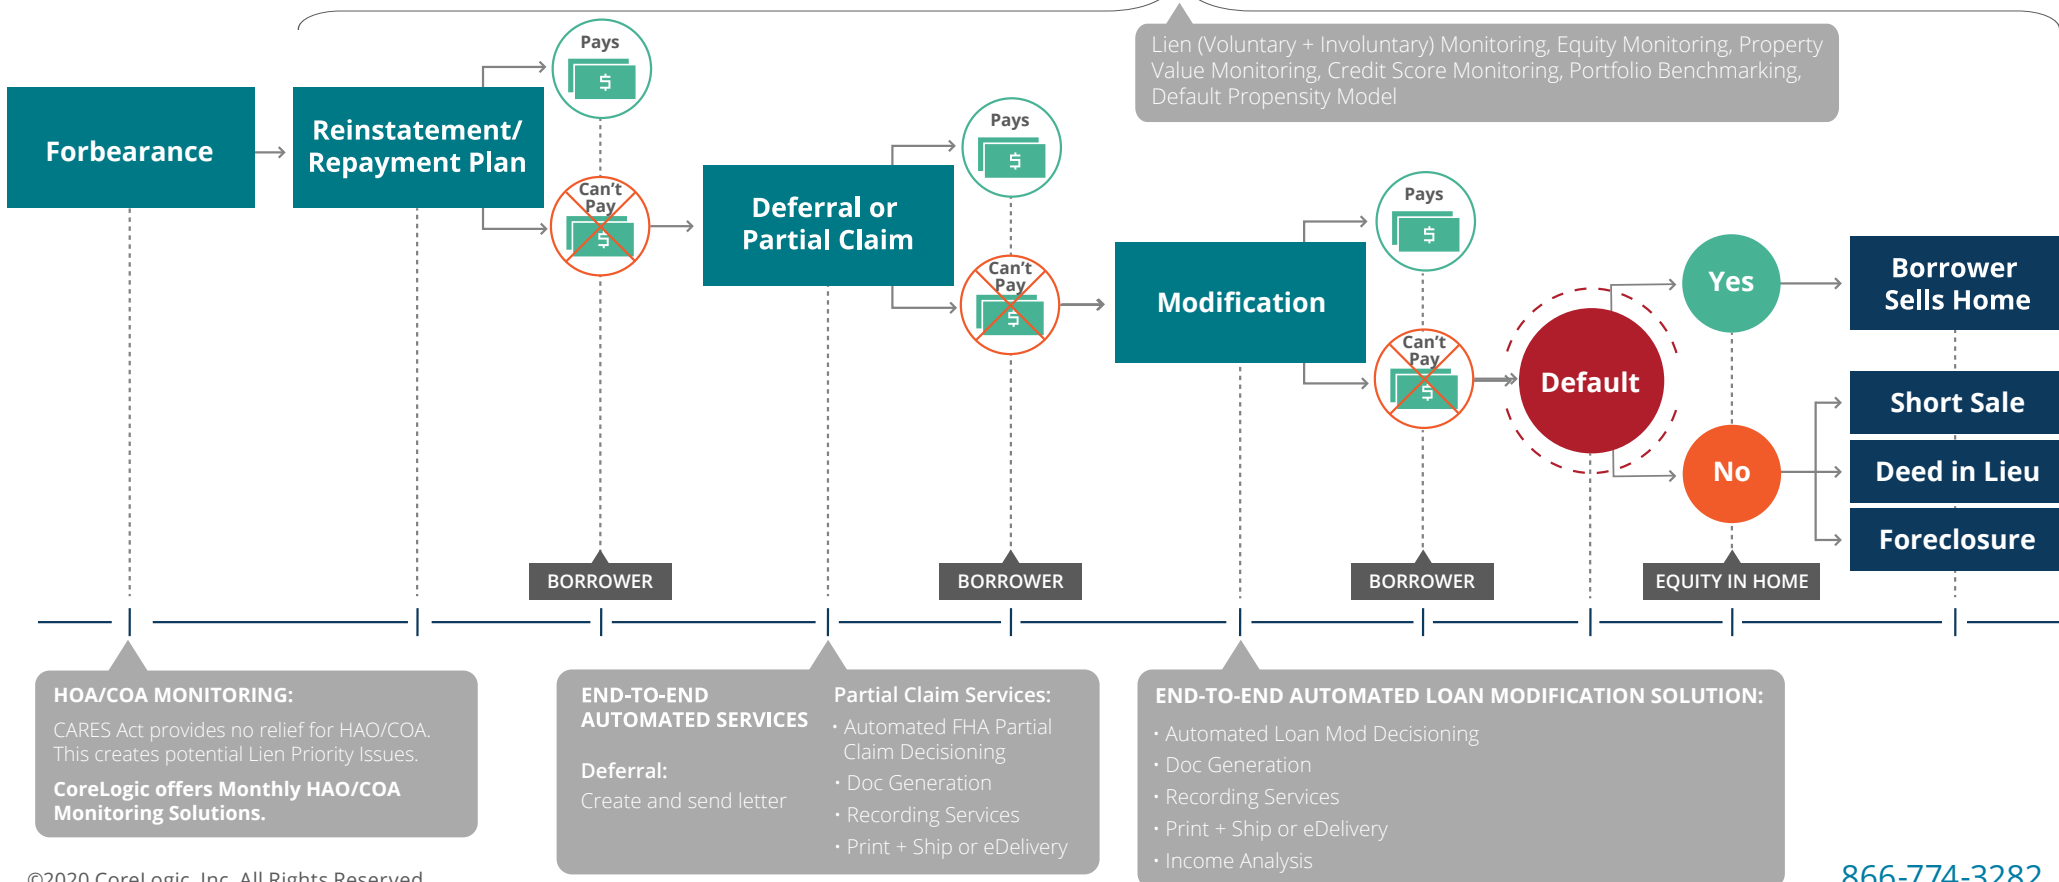 Lien (Voluntary + Involuntary) Monitoring, Equity Monitoring, Property
Value Monitoring, Credit Score Monitoring, Portfolio Benchmarking,
Default Propensity Model
Forbearance
Reinstatement/
Repayment Plan
Pays
$
Can't
Pay
$
Deferral or
Partial Claim
Pays
$
Can't
Pay
$
Modification
Pays
$
Can't
Pay
$
Default
Yes
No
Borrower
Sells Home
Short Sale
Deed in Lieu
Foreclosure
BORROWER
BORROWER
BORROWER
EQUITY IN HOME
HOA/COA MONITORING:
CARES Act provides no relief for HAO/COA.
This creates potential Lien Priority Issues.
CoreLogic offers Monthly HAO/COA
Monitoring Solutions.
END-TO-END
AUTOMATED SERVICES
Deferral:
Create and send letter
Partial Claim Services:
· Automated FHA Partial
Claim Decisioning
· Doc Generation
· Recording Services
· Print + Ship or eDelivery
END-TO-END AUTOMATED LOAN MODIFICATION SOLUTION:
· Automated Loan Mod Decisioning
· Doc Generation
· Recording Services
· Print + Ship or eDelivery
· Income Analysis
©2020 CoreLogic, Inc. All Rights Reserved
866-774-3282